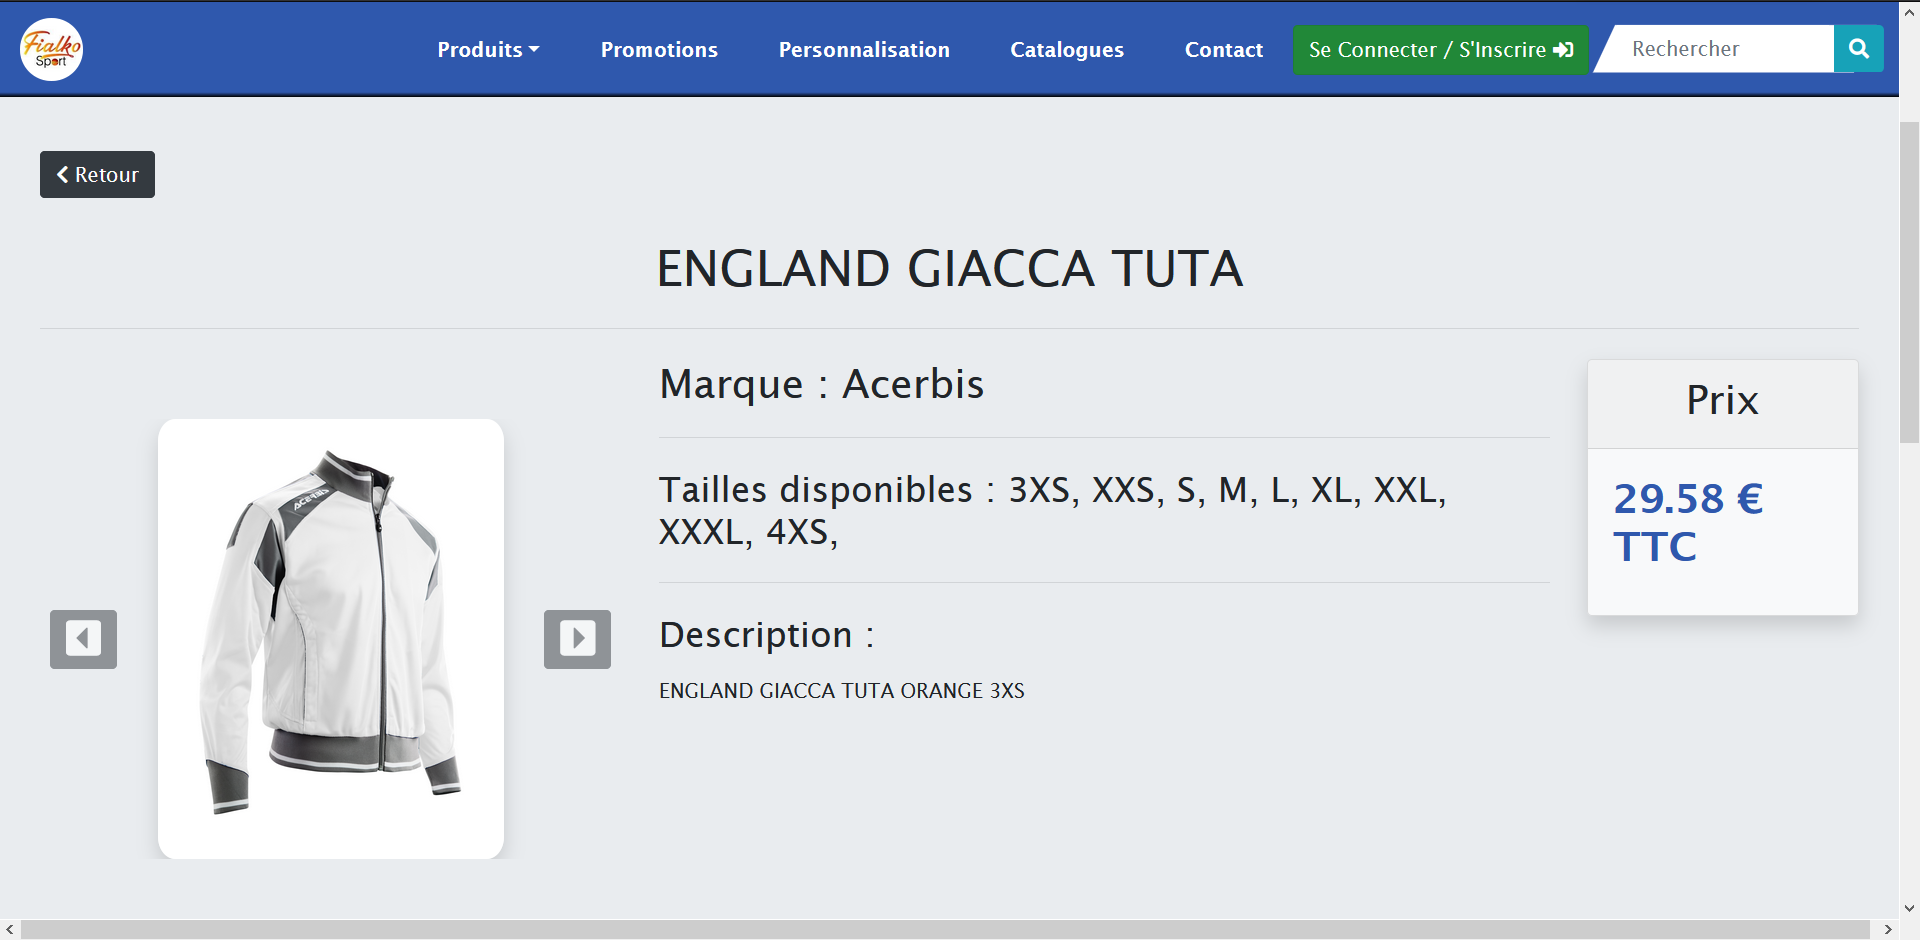 Fialko
Sport
Produits
Promotions
Personnalisation
Catalogues
Contact
Se Connecter / S'Inscrire
Rechercher
Retour
ENGLAND GIACCA TUTA
Marque : Acerbis
Prix
Tailles disponibles : 3XS, XXS, S, M, L, XL, XXL,
XXXL, 4XS,
29.58 €
TTC
Description :
ENGLAND GIACCA TUTA ORANGE 3XS
ACERBIS